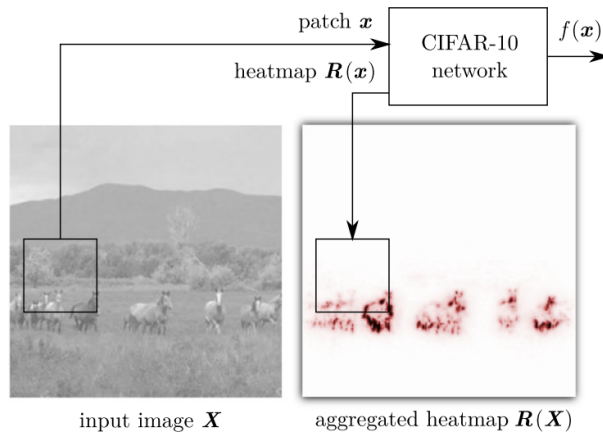 patch x
CIFAR-10
network
f(x)
heatmap R(x)
input image X
aggregated heatmap R(X)